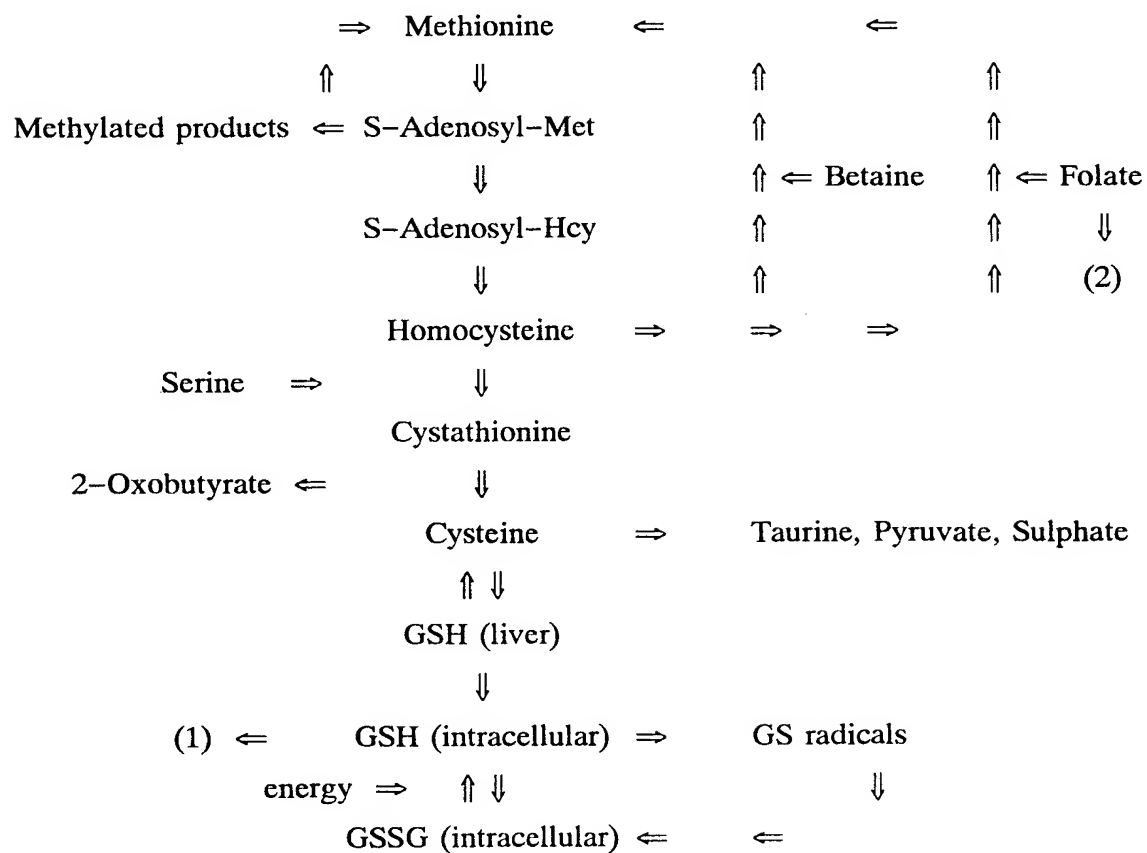 ⇒ Methionine ⇐ ⇐
⇑ ⇓ ⇑ ⇑
Methylated products ⇐ S–Adenosyl–Met ⇑ ⇑
⇓ ⇑ ⇐ Betaine ⇑ ⇐ Folate
S–Adenosyl–Hcy ⇑ ⇑ ⇓
⇓ ⇑ ⇑ (2)
Homocysteine ⇒ ⇒ ⇒
Serine ⇒ ⇓
Cystathionine
2–Oxobutyrate ⇐ ⇓
Cysteine ⇒ Taurine, Pyruvate, Sulphate
⇑ ⇓
GSH (liver)
⇓
(1) ⇐ GSH (intracellular) ⇒ GS radicals
energy ⇒ ⇑ ⇓ ⇓
GSSG (intracellular) ⇐ ⇐